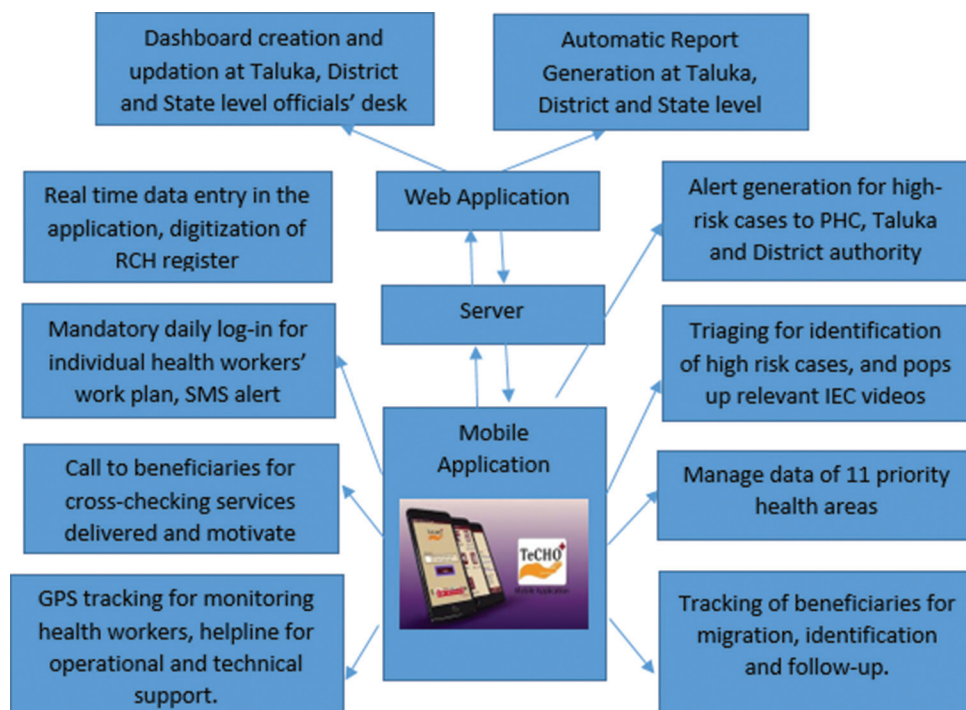 Dashboard creation and
updation at Taluka, District
and State level officials’ desk
Automatic Report
Generation at Taluka,
District and State level
Web Application
Real time data entry in the
application, digitization of
RCH register
Alert generation for high-
risk cases to PHC, Taluka
and District authority
Server
Mandatory daily log-in for
individual health workers’
work plan, SMS alert
Triaging for identification
of high risk cases, and pops
up relevant IEC videos
Mobile
Application
Call to beneficiaries for
cross-checking services
delivered and motivate
Manage data of 11 priority
health areas
TeCHO
Mobile Application
GPS tracking for monitoring
health workers, helpline for
operational and technical
support.
Tracking of beneficiaries for
migration, identification
and follow-up.